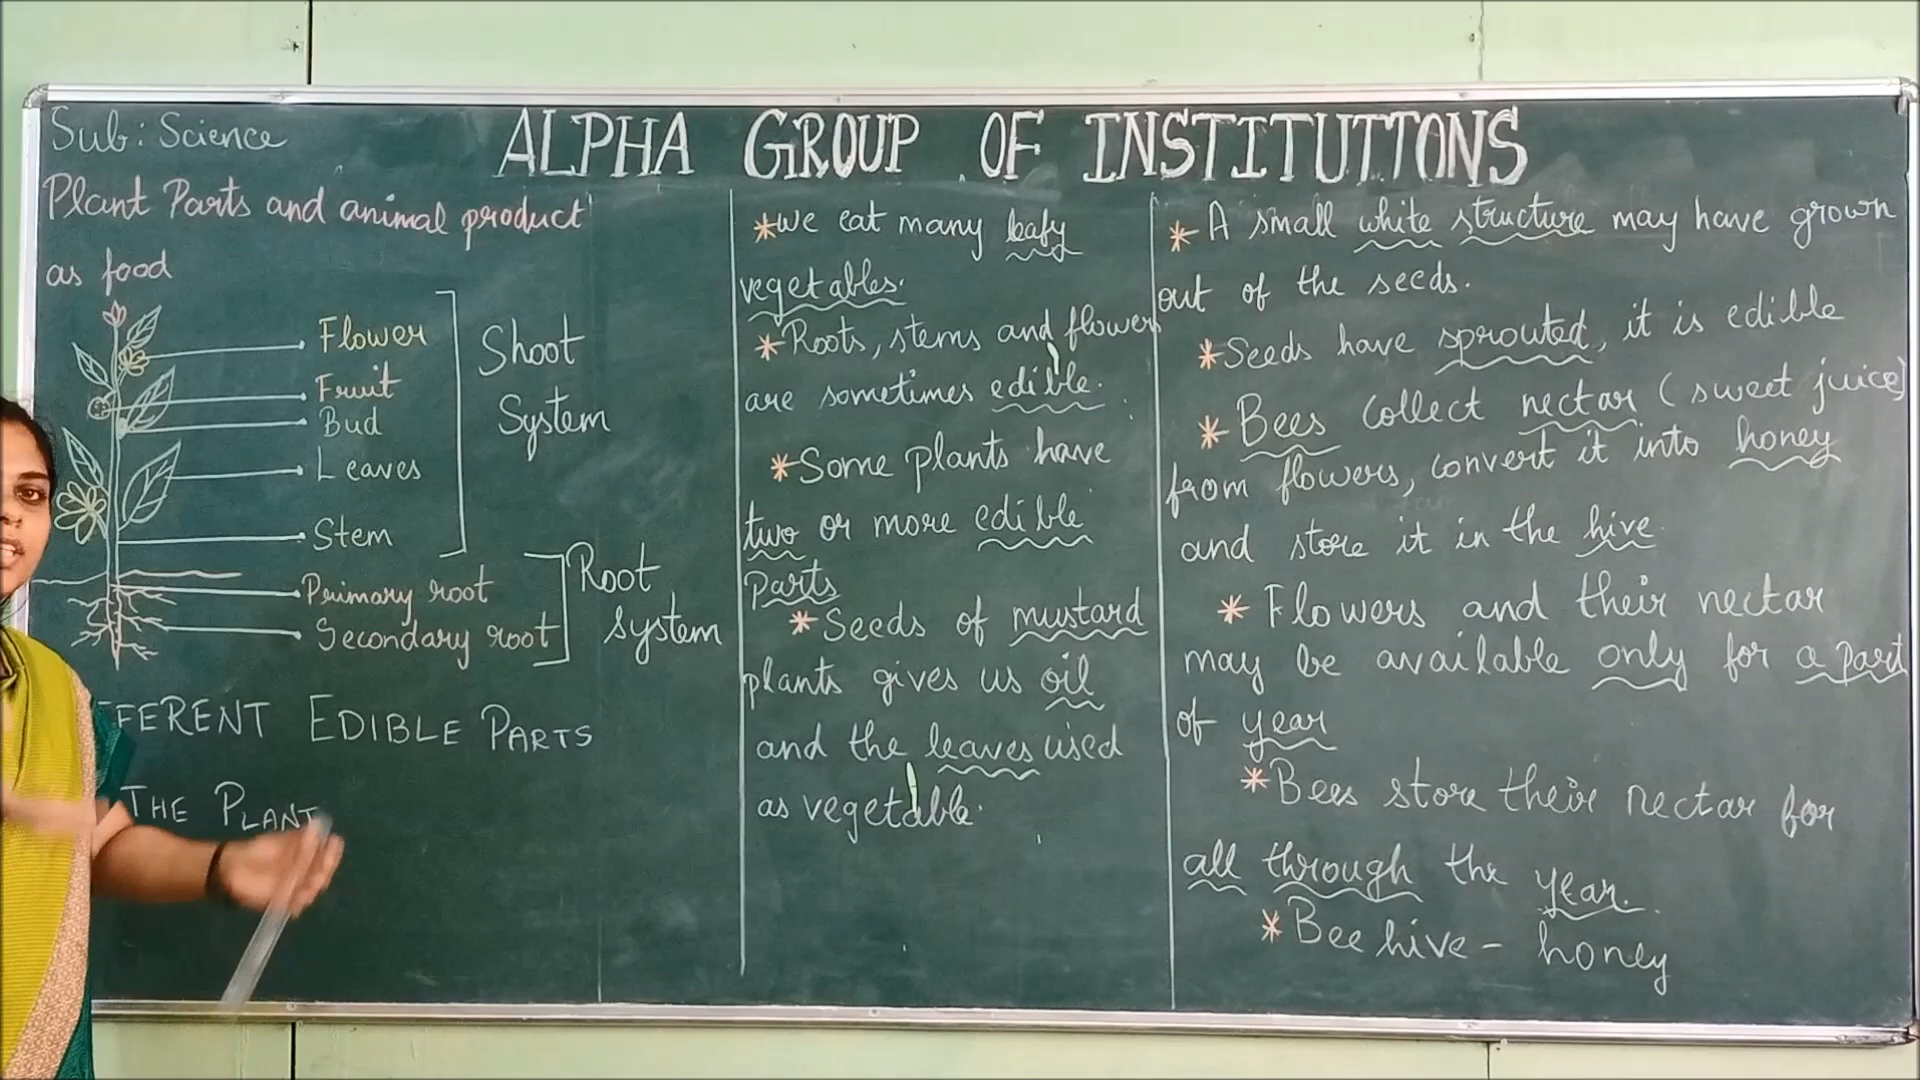 Sub: Science
ALPHA GROUP OF INSTITUTTONS
Plant Parts and animal product
as food
Flower
Fruit
Bud
Leaves
Stem
Shoot
System
Primary root
Secondary root
Root
System
FERENT EDIBLE PARTS
THE PLANT
*we eat many leafy
vegetables.
*Roots, stems and flower
are sometimes edible.
*Some plants have
two or more edible
Parts
*Seeds of mustard
plants gives us oil
and the leaves used
as vegetable.
* A small white structure may have grown
out of the seeds.
*Seeds have sprouted, it is edible
* Bees collect nectar (sweet juice)
from flowers, convert it into honey
and store it in the hive
* Flowers and their nectar
may be available only for a part
of year
*Bees store their nectar for
all through the year.
*Bee hive - honey